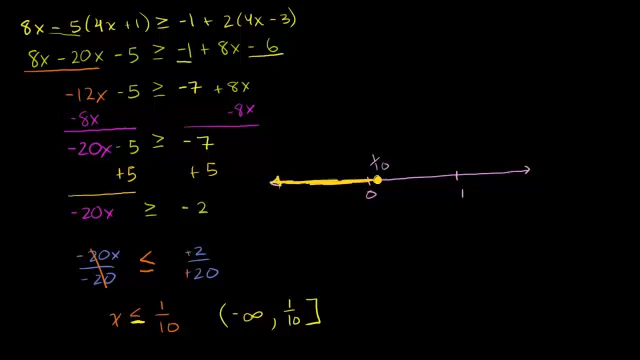 8x - 5(4x+1) ≥ -1 + 2(4x-3)
8x - 20x - 5 ≥ -1 + 8x - 6
-12x - 5 ≥ -7 + 8x
-8x -8x
-20x - 5 ≥ -7
+5 +5
-20x ≥ -2
-20x/-20 ≤ +2/+20
x ≤ 1/10 (-∞, 1/10]
1/10
0 1